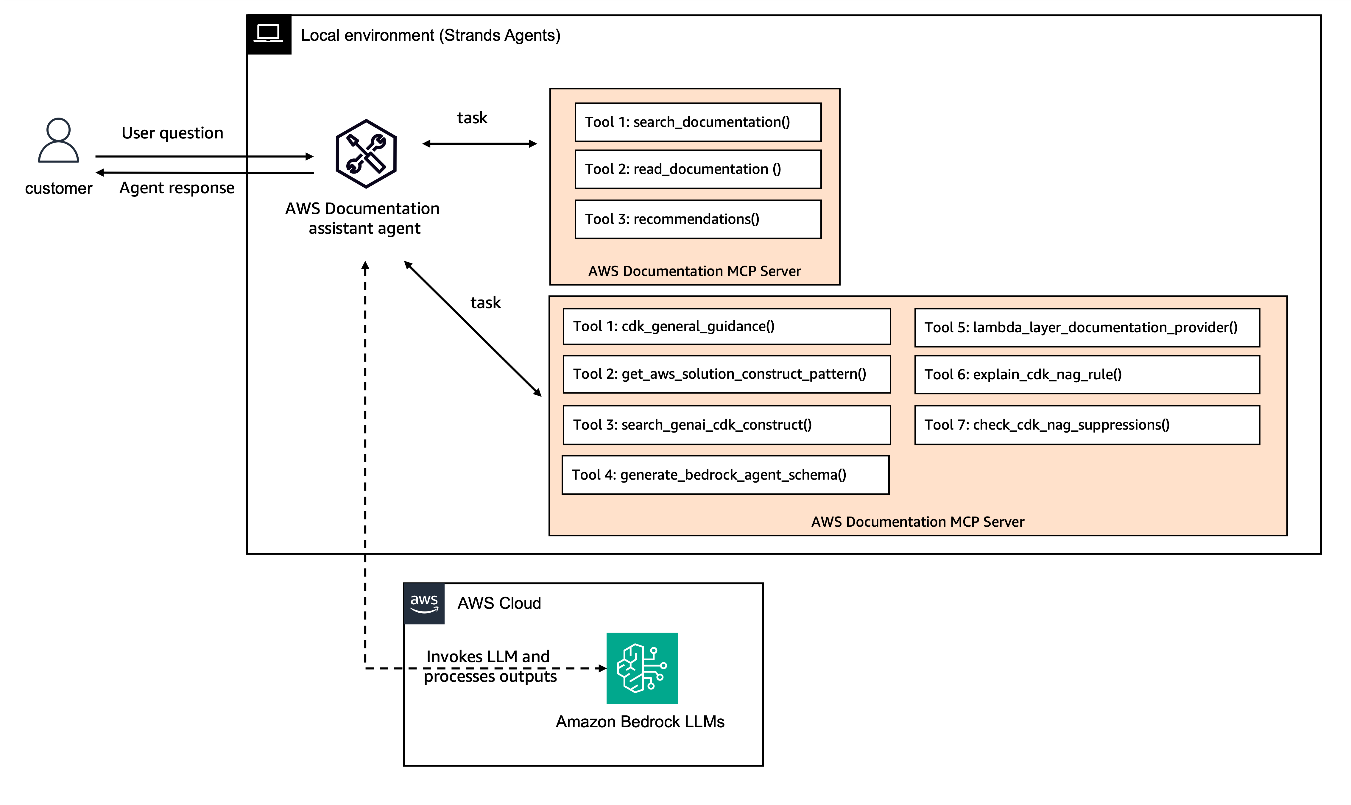 Local environment (Strands Agents)
User question
Agent response
customer
AWS Documentation
assistant agent
task
Tool 1: search_documentation()
Tool 2: read_documentation ()
Tool 3: recommendations()
AWS Documentation MCP Server
task
Tool 1: cdk_general_guidance()
Tool 2: get_aws_solution_construct_pattern()
Tool 3: search_genai_cdk_construct()
Tool 4: generate_bedrock_agent_schema()
Tool 5: lambda_layer_documentation_provider()
Tool 6: explain_cdk_nag_rule()
Tool 7: check_cdk_nag_suppressions()
AWS Documentation MCP Server
aws
AWS Cloud
Invokes LLM and
processes outputs
Amazon Bedrock LLMs